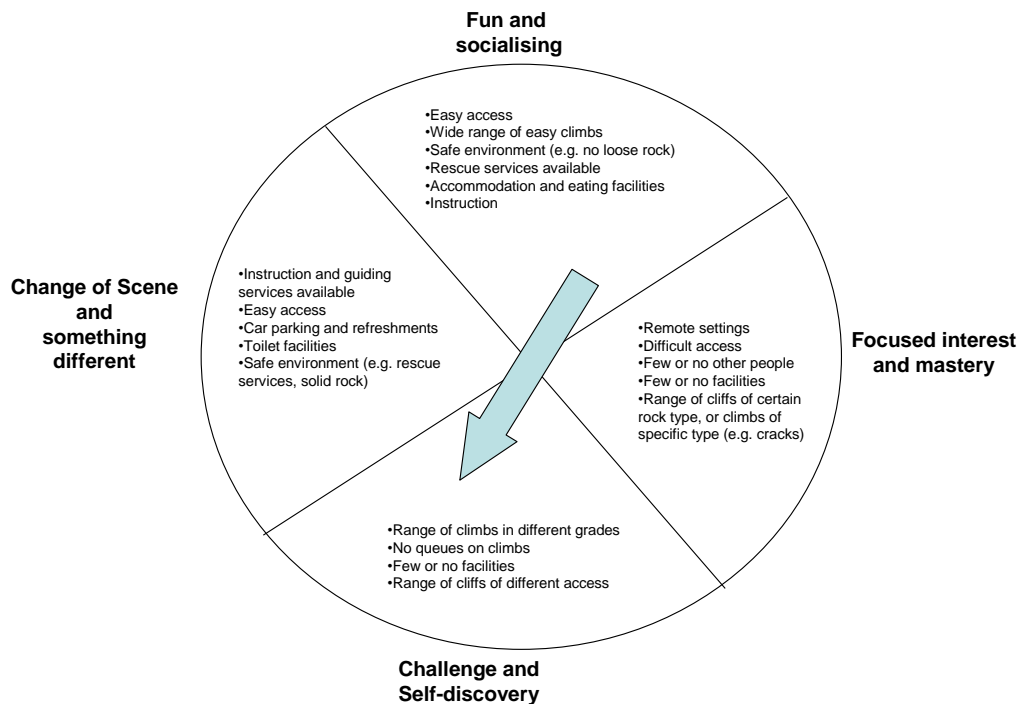 Fun and
socialising
•Easy access
•Wide range of easy climbs
•Safe environment (e.g. no loose rock)
•Rescue services available
•Accommodation and eating facilities
•Instruction
Change of Scene
and
something
different
•Instruction and guiding
services available
•Easy access
•Car parking and refreshments
•Toilet facilities
•Safe environment (e.g. rescue
services, solid rock)
•Remote settings
•Difficult access
•Few or no other people
•Few or no facilities
•Range of cliffs of certain
rock type, or climbs of
specific type (e.g. cracks)
Focused interest
and mastery
•Range of climbs in different grades
•No queues on climbs
•Few or no facilities
•Range of cliffs of different access
Challenge and
Self-discovery